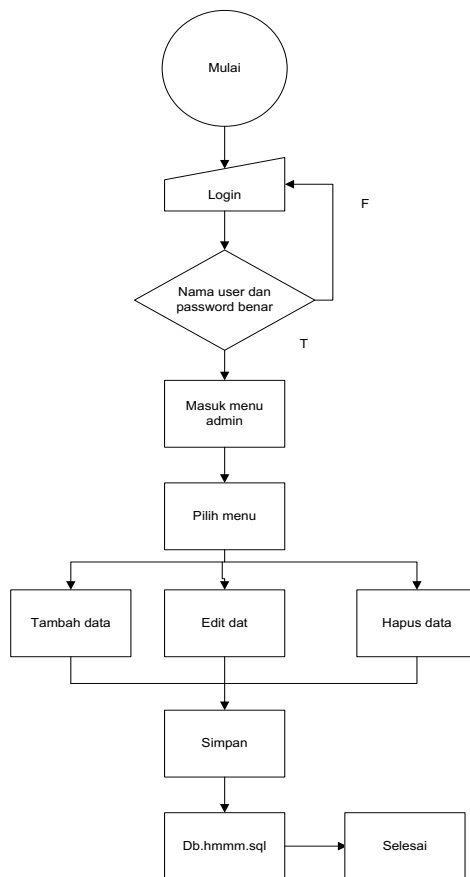 Mulai
Login
F
Nama user dan
password benar
T
Masuk menu
admin
Pilih menu
Tambah data
Edit dat
Hapus data
Simpan
Db.hmmm.sql
Selesai